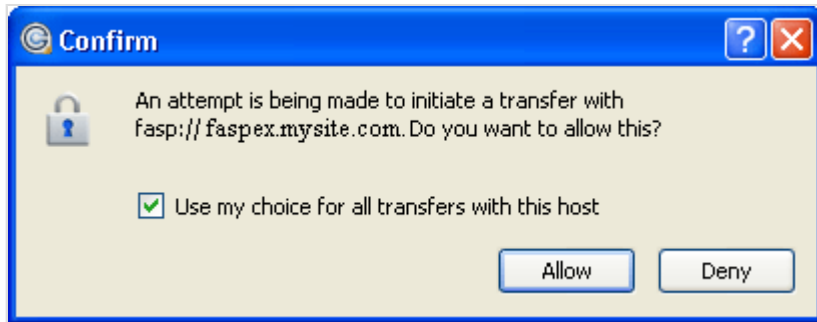 Confirm
An attempt is being made to initiate a transfer with
fasp://faspex.mysite.com. Do you want to allow this?
Use my choice for all transfers with this host
Allow Deny